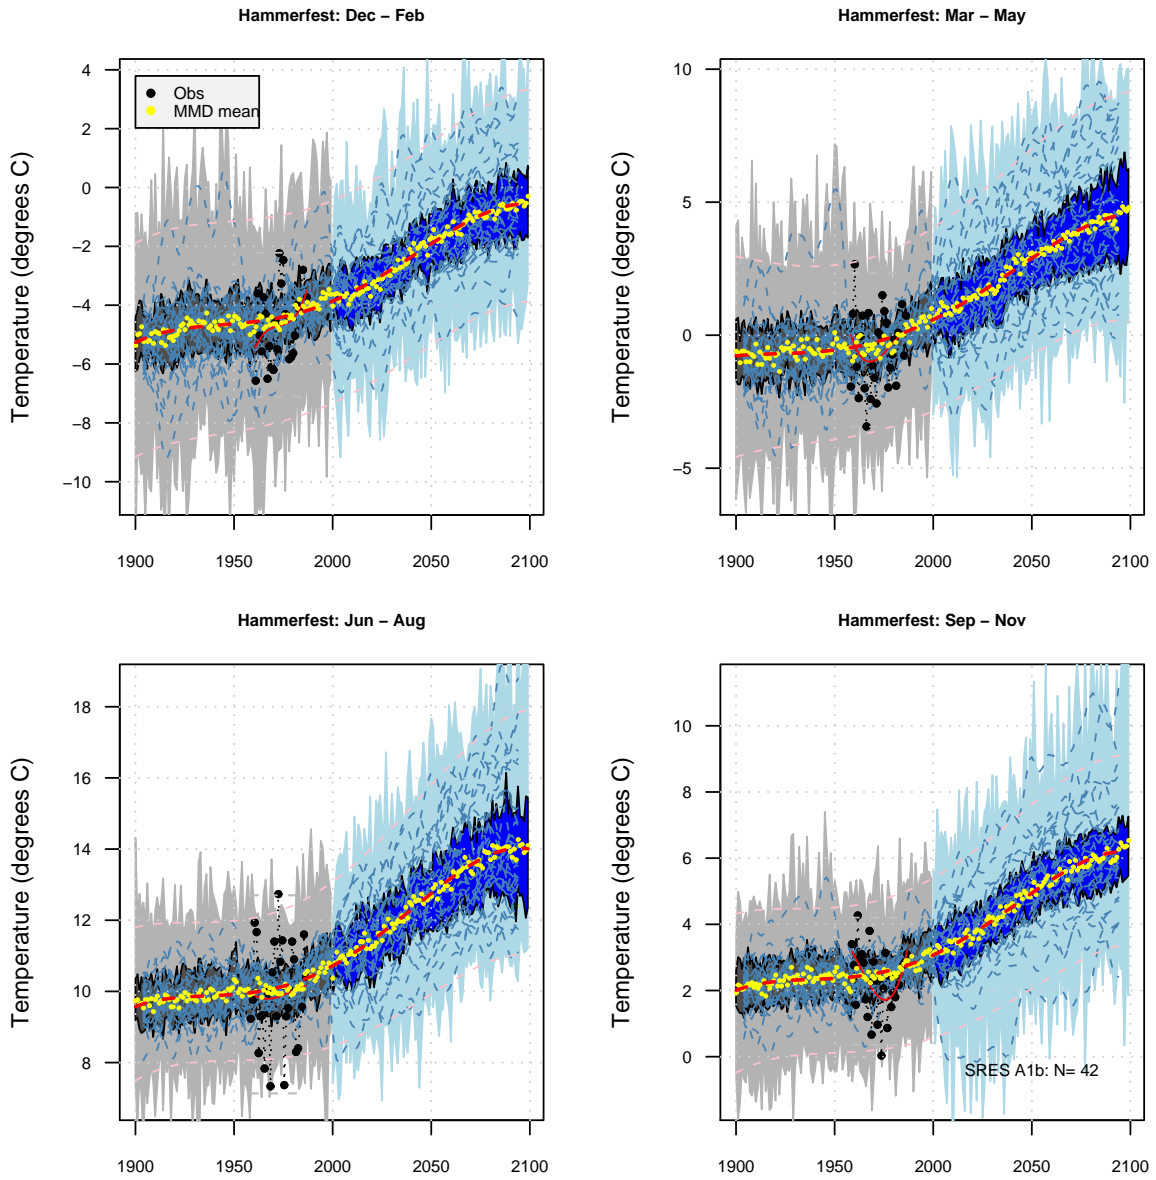 Hammerfest: Dec − Feb
Temperature (degrees C)
4
2
0
−2
−4
−6
−8
−10
Obs
MMD mean
1900 1950 2000 2050 2100
Hammerfest: Mar − May
Temperature (degrees C)
10
5
0
−5
1900 1950 2000 2050 2100
Hammerfest: Jun − Aug
Temperature (degrees C)
18
16
14
12
10
8
1900 1950 2000 2050 2100
Hammerfest: Sep − Nov
Temperature (degrees C)
10
8
6
4
2
0
SRES A1b: N= 42
1900 1950 2000 2050 2100